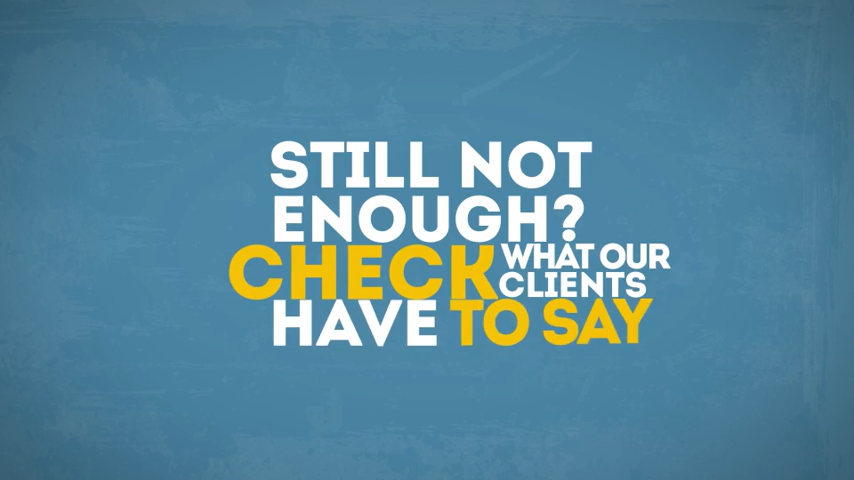 STILL NOT
ENOUGH?
CHECK WHAT OUR
CLIENTS
HAVE TO SAY